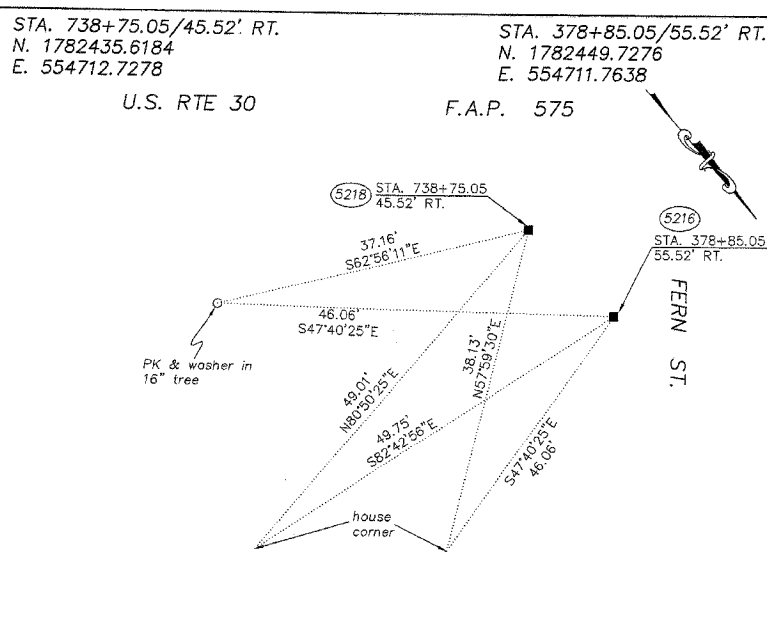 STA. 738+75.05/45.52' RT.
N. 1782435.6184
E. 554712.7278
STA. 378+85.05/55.52' RT.
N. 1782449.7276
E. 554711.7638
U.S. RTE 30
F.A.P. 575
5218
STA. 738+75.05
45.52' RT.
5216
STA. 378+85.05
55.52' RT.
FERN ST.
37.16'
S62°56'11"E
46.06'
S47°40'25"E
PK & washer in
16" tree
38.13'
N57°59'30"E
49.01'
N80°50'25"E
49.75'
S82°42'56"E
S47°40'25"E
46.06'
house
corner